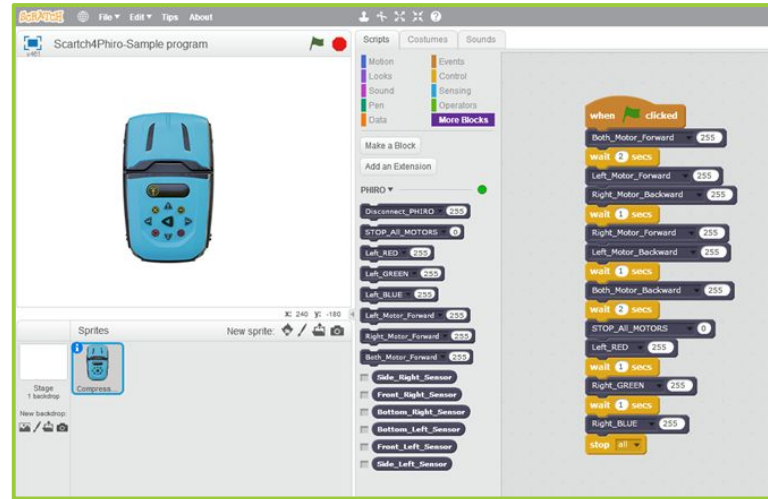 SCRATCH File▼ Edit▼ Tips About
Scartch4Phiro-Sample program
v461
X: 240 y: -180
Sprites New sprite:
Stage
1 backdrop
New backdrop:
Compress...
Scripts Costumes Sounds
Motion Events
Looks Control
Sound Sensing
Pen Operators
Data More Blocks
Make a Block
Add an Extension
PHIRO▼
Disconnect_PHIRO 255
STOP_All_MOTORS 0
Left_RED 255
Left_GREEN 255
Left_BLUE 255
Left_Motor_Forward 255
Right_Motor_Forward 255
Both_Motor_Forward 255
Side_Right_Sensor
Front_Right_Sensor
Bottom_Right_Sensor
Bottom_Left_Sensor
Front_Left_Sensor
Side_Left_Sensor
when clicked
Both_Motor_Forward 255
wait 2 secs
Left_Motor_Forward 255
Right_Motor_Backward 255
wait 1 secs
Right_Motor_Forward 255
Left_Motor_Backward 255
wait 1 secs
Both_Motor_Backward 255
wait 2 secs
STOP_All_MOTORS 0
Left_RED 255
wait 1 secs
Right_GREEN 255
wait 1 secs
Right_BLUE 255
stop all